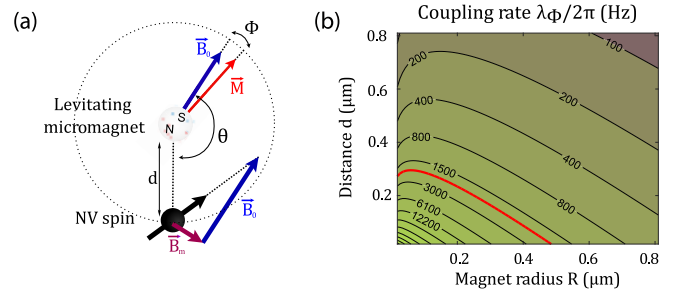 (a)
Φ
B₀
M
Levitating
micromagnet
S
N
θ
d
B₀
NV spin
Bₘ
(b)
Coupling rate λ_Φ/2π (Hz)
0.8
0.6
0.4
0.2
Distance d (μm)
100
200
200
400
400
800
800
1500
3000
6100
12200
0.2 0.4 0.6 0.8
Magnet radius R (μm)